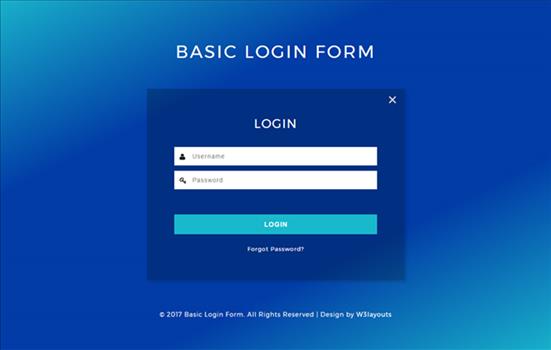 BASIC LOGIN FORM
×
LOGIN
Username
Password
LOGIN
Forgot Password?
© 2017 Basic Login Form. All Rights Reserved | Design by W3layouts